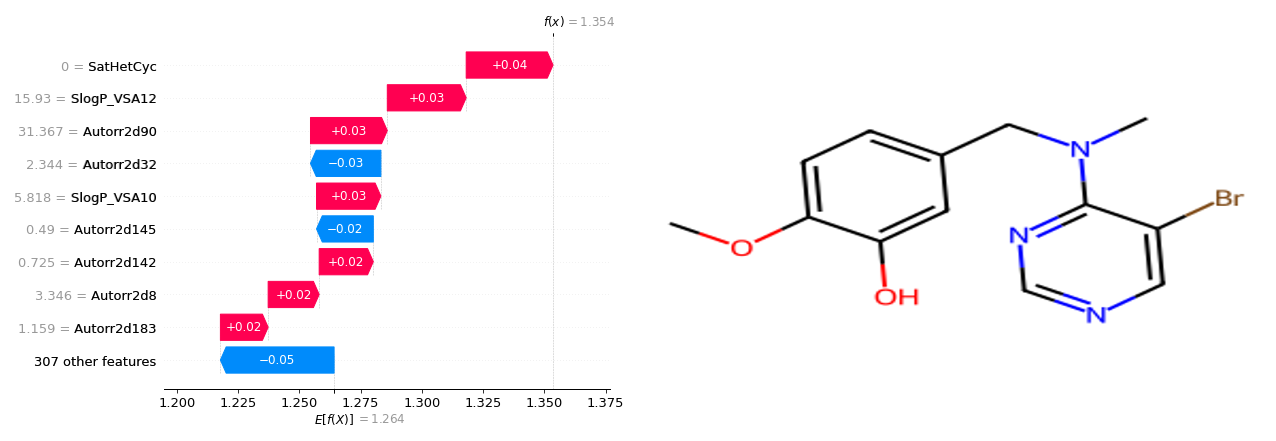 f(x) = 1.354
0 = SatHetCyc
+0.04
15.93 = SlogP_VSA12
+0.03
31.367 = Autorr2d90
+0.03
2.344 = Autorr2d32
−0.03
5.818 = SlogP_VSA10
+0.03
0.49 = Autorr2d145
−0.02
0.725 = Autorr2d142
+0.02
3.346 = Autorr2d8
+0.02
1.159 = Autorr2d183
+0.02
307 other features
−0.05
1.200 1.225 1.250 1.275 1.300 1.325 1.350 1.375
E[f(X)] = 1.264
N
Br
N
O
OH
N